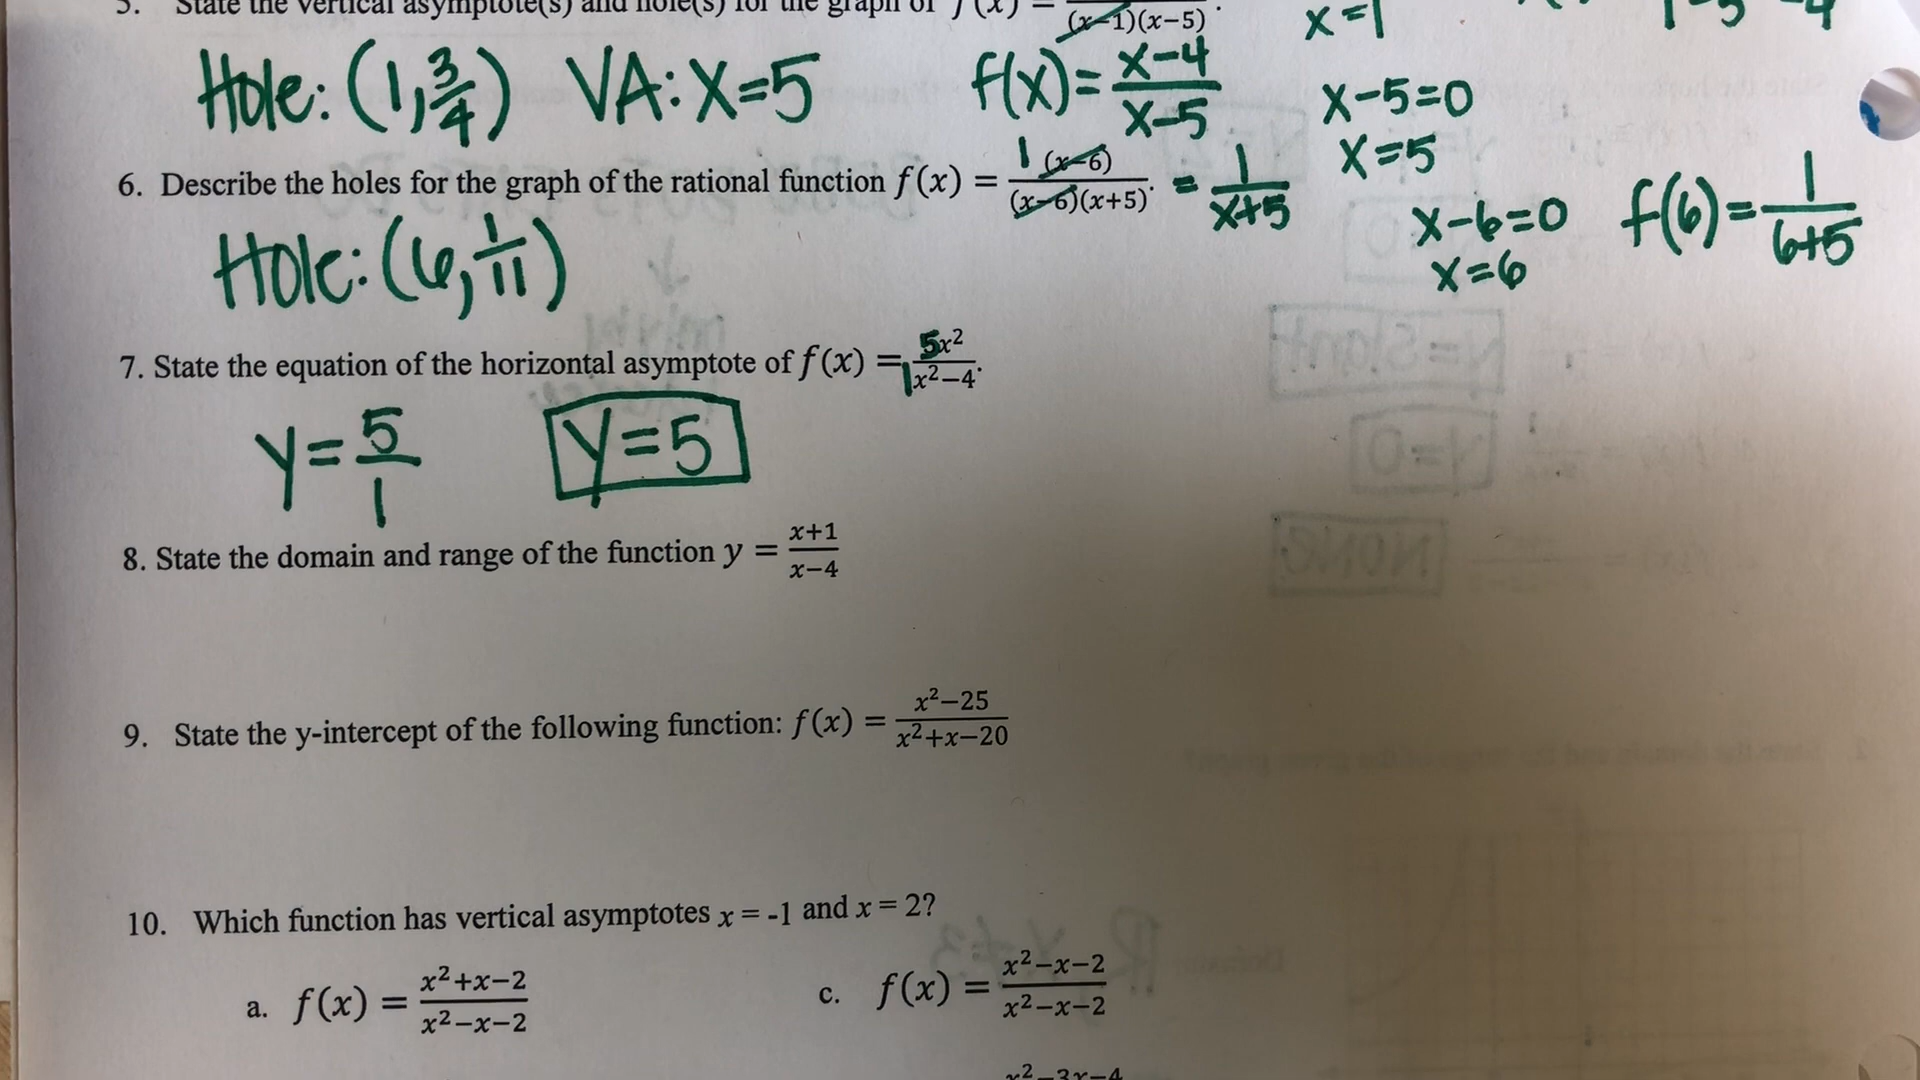 5. State the vertical asymptote(s) and hole(s) for the graph of f(x) = /(x-1)(x-5).
x=1
Hole: (1, 3/4) VA: X=5
f(x) = x-4/x-5
x-5=0
x=5
6. Describe the holes for the graph of the rational function f(x) = (x-6)/(x-6)(x+5). = 1/x+5
1
x-6=0
x=6
f(6) = 1/6+5
Hole: (6, 1/11)
7. State the equation of the horizontal asymptote of f(x) = 5x²/1x²-4.
y = 5/1
y=5
8. State the domain and range of the function y = x+1/x-4
9. State the y-intercept of the following function: f(x) = x²-25/x²+x-20
10. Which function has vertical asymptotes x = -1 and x = 2?
a. f(x) = x²+x-2/x²-x-2
c. f(x) = x²-x-2/x²-x-2
x²-3x-4